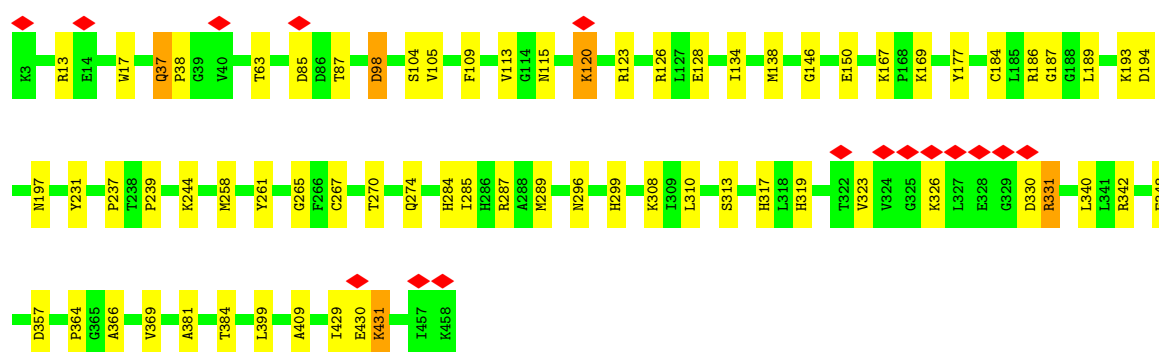 K3 R13 E14 W17 Q37 P38 G39 V40 T63 D85 D86 T87 D98 S104 V105 F109 V113 G114 N115 K120 R123 R126 L127 E128 I134 M138 G146 E150 K167 P168 K169 Y177 C184 L185 R186 G187 G188 L189 K193 D194
N197 Y231 P237 T238 P239 K244 M258 Y261 G265 F266 C267 T270 Q274 H284 I285 H286 R287 A288 M289 N296 H299 K308 I309 L310 S313 H317 L318 H319 T322 V323 V324 G325 K326 L327 E328 G329 D330 R331 L340 L341 R342
D357 P364 G365 A366 V369 A381 T384 L399 A409 I429 E430 K431 I457 K458